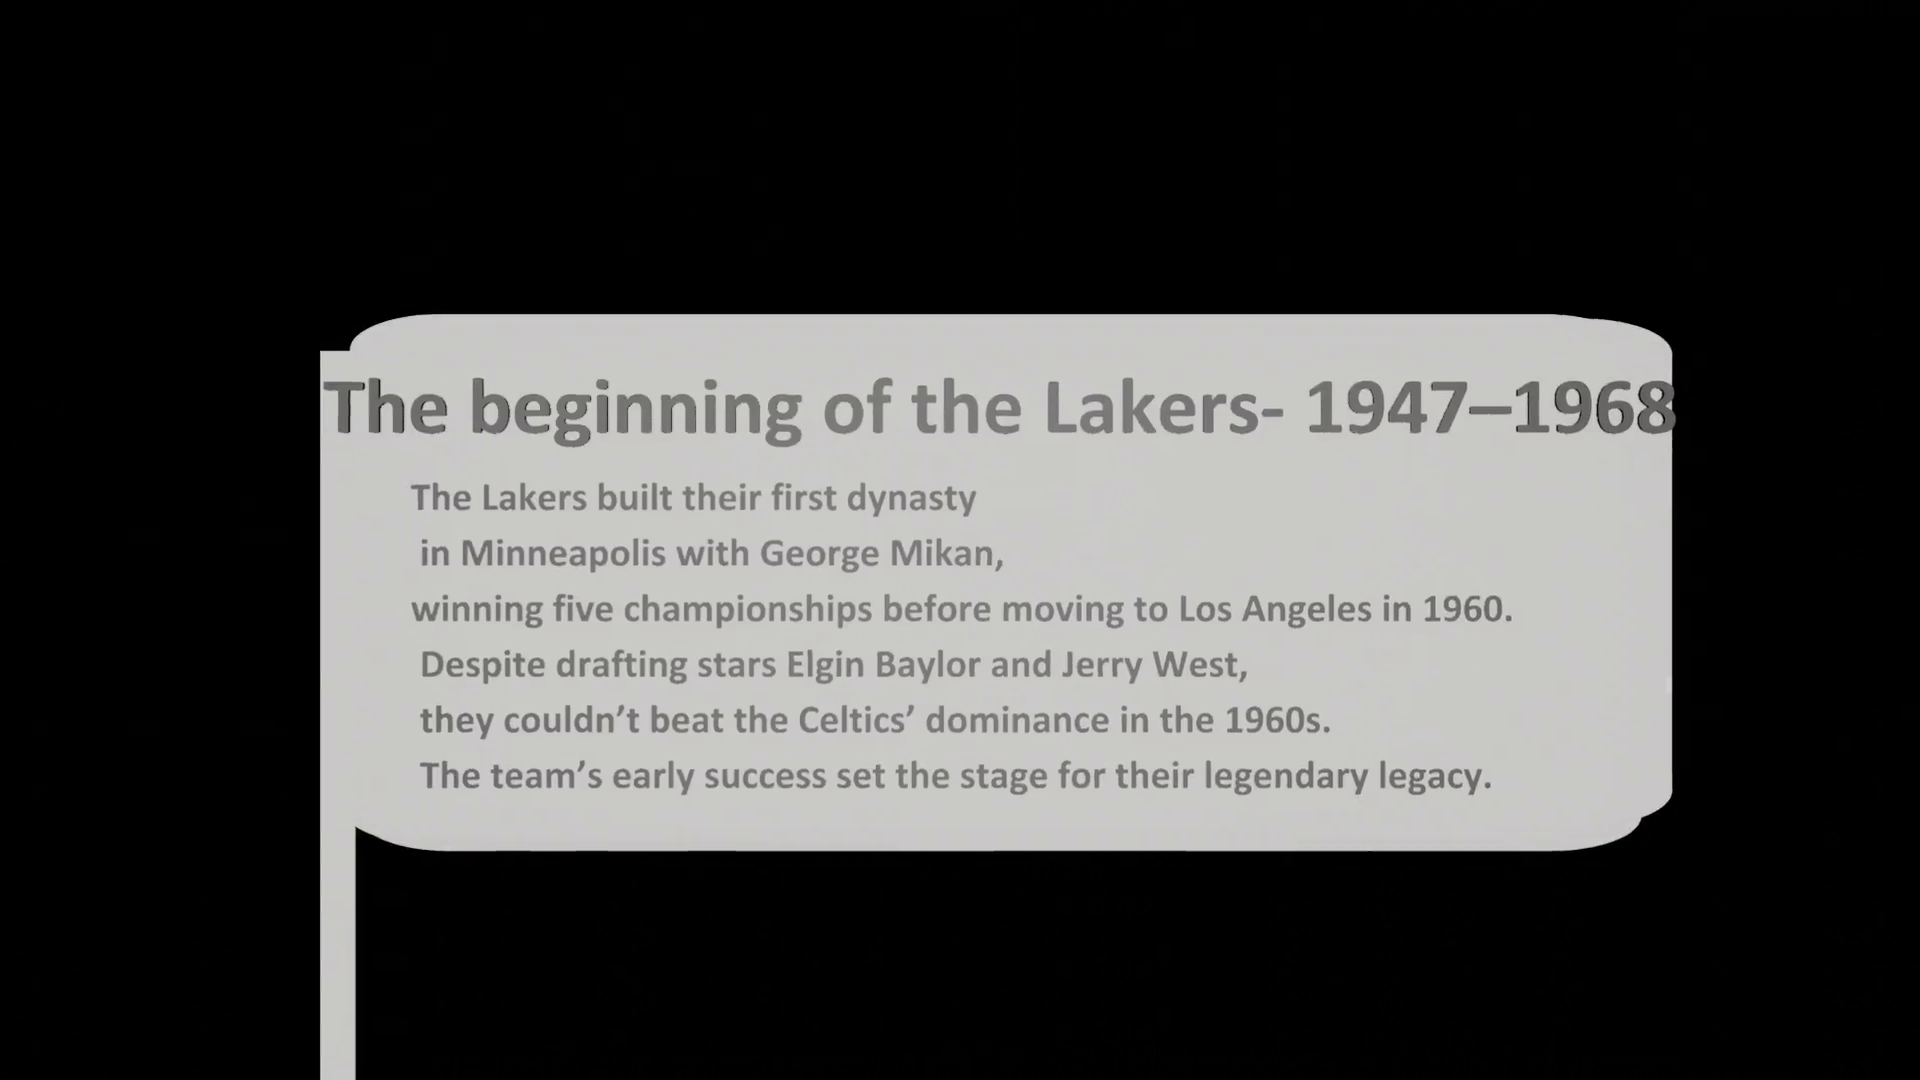 The beginning of the Lakers- 1947–1968
The Lakers built their first dynasty
in Minneapolis with George Mikan,
winning five championships before moving to Los Angeles in 1960.
Despite drafting stars Elgin Baylor and Jerry West,
they couldn’t beat the Celtics’ dominance in the 1960s.
The team’s early success set the stage for their legendary legacy.